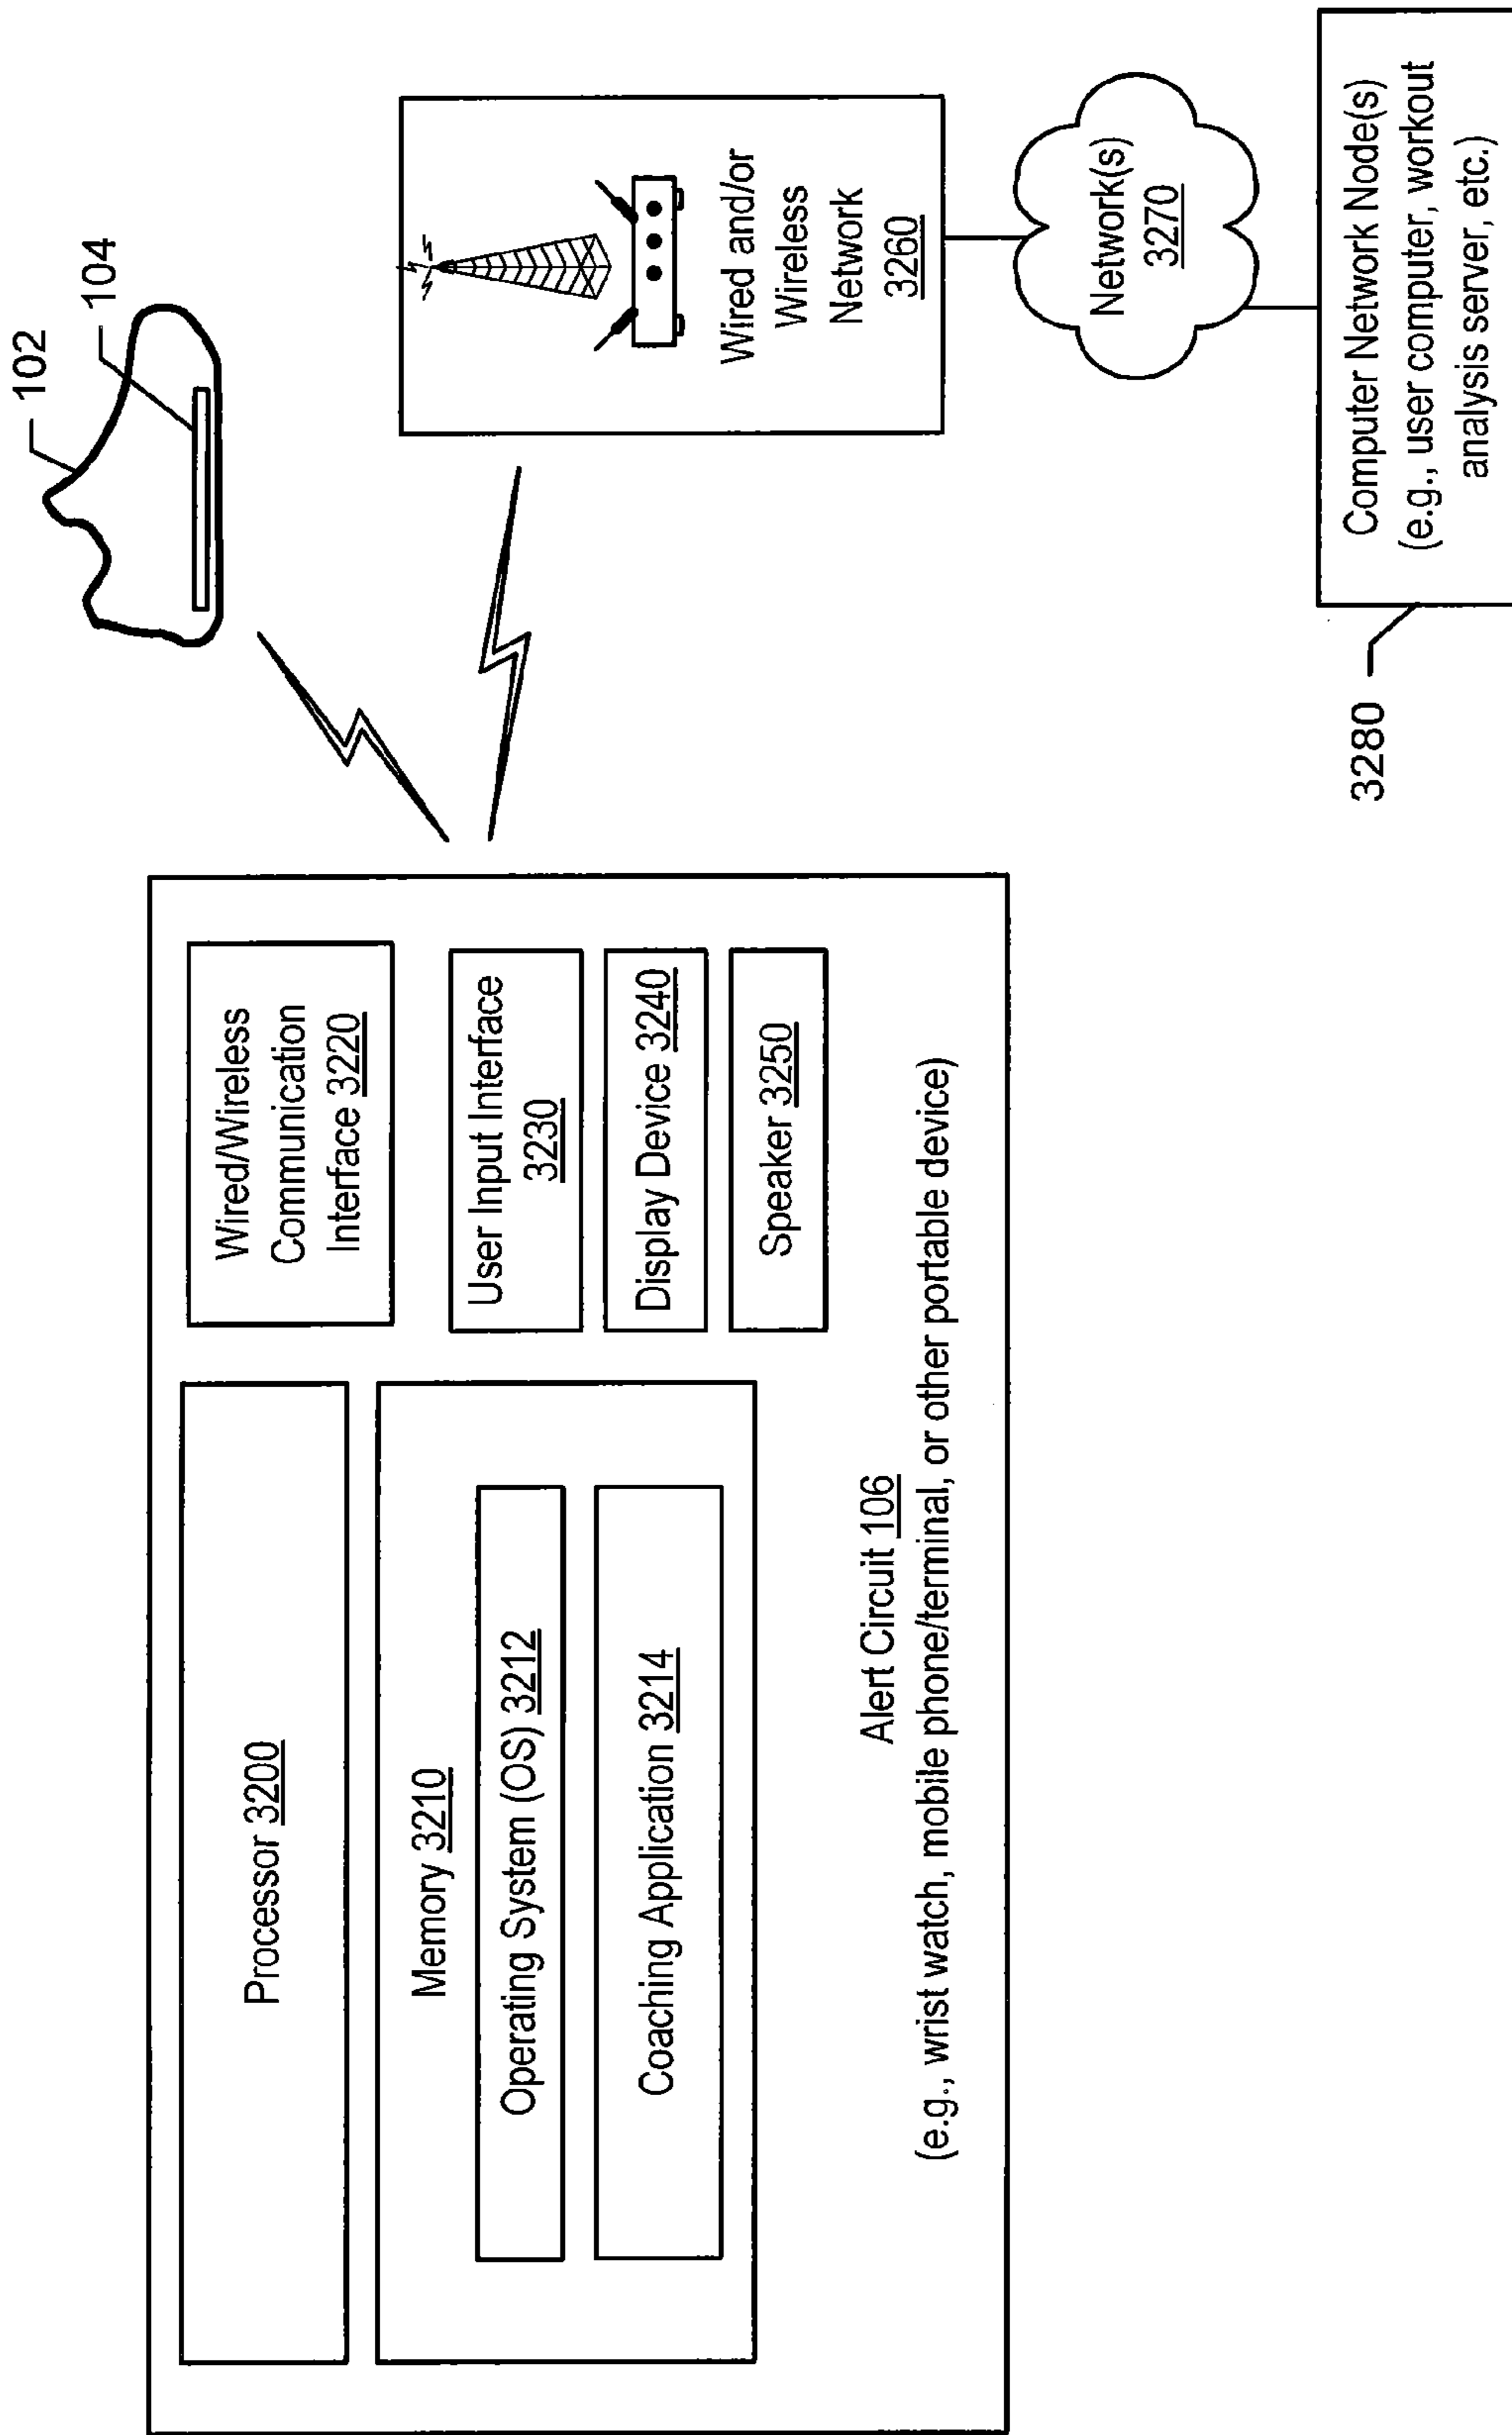 Processor 3200
Memory 3210
Operating System (OS) 3212
Coaching Application 3214
Wired/Wireless
Communication
Interface 3220
User Input Interface
3230
Display Device 3240
Speaker 3250
Alert Circuit 106
(e.g., wrist watch, mobile phone/terminal, or other portable device)
102
104
Wired and/or
Wireless
Network
3260
Network(s)
3270
3280
Computer Network Node(s)
(e.g., user computer, workout
analysis server, etc.)